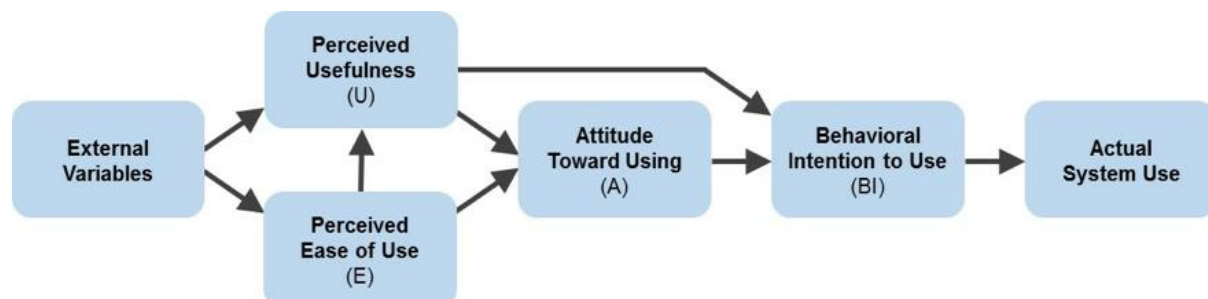 External
Variables
Perceived
Usefulness
(U)
Perceived
Ease of Use
(E)
Attitude
Toward Using
(A)
Behavioral
Intention to Use
(BI)
Actual
System Use